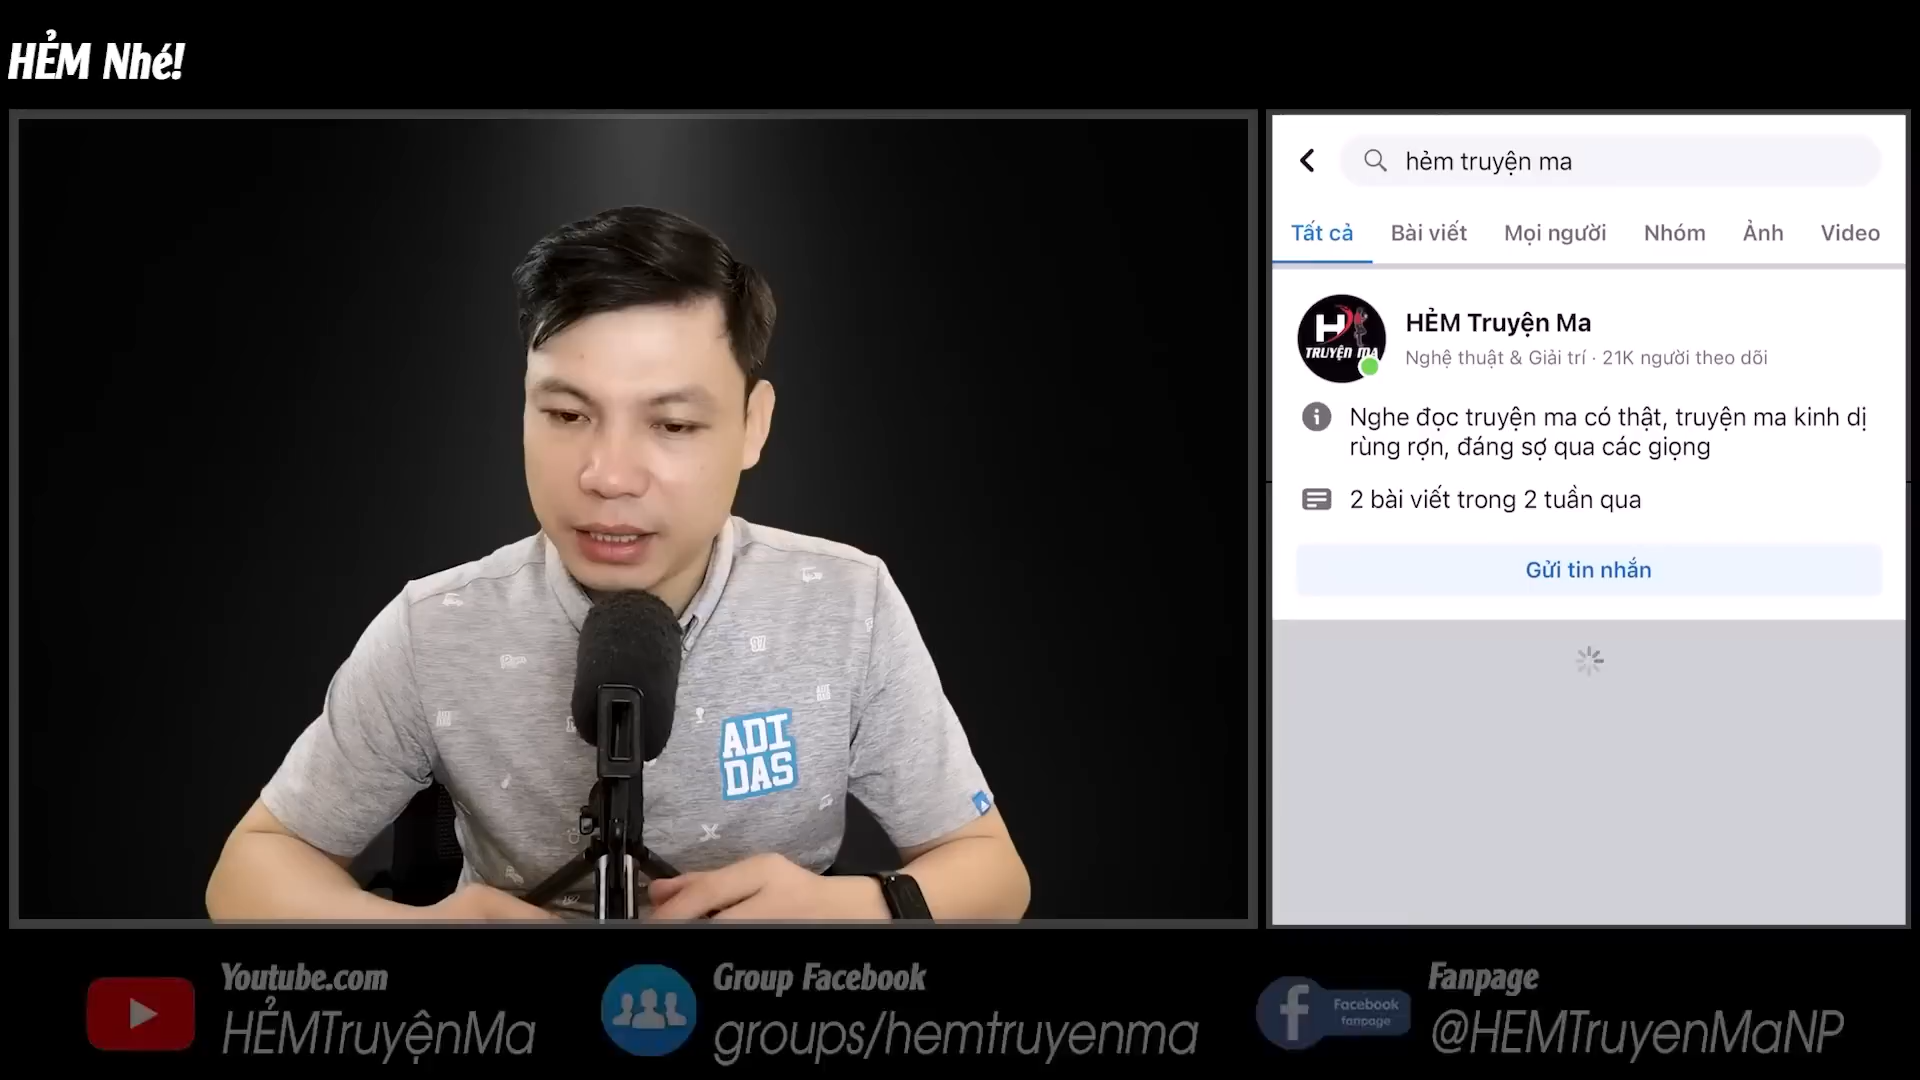 HẺM Nhé!
hẻm truyện ma
Tất cả
Bài viết
Mọi người
Nhóm
Ảnh
Video
H
TRUYỆN MA
HẺM Truyện Ma
Nghệ thuật & Giải trí · 21K người theo dõi
Nghe đọc truyện ma có thật, truyện ma kinh dị
rùng rợn, đáng sợ qua các giọng
2 bài viết trong 2 tuần qua
Gửi tin nhắn
97
ADI
DAS
Youtube.com
HẺMTruyệnMa
Group Facebook
groups/hemtruyenma
Facebook
fanpage
Fanpage
@HEMTruyenMaNP